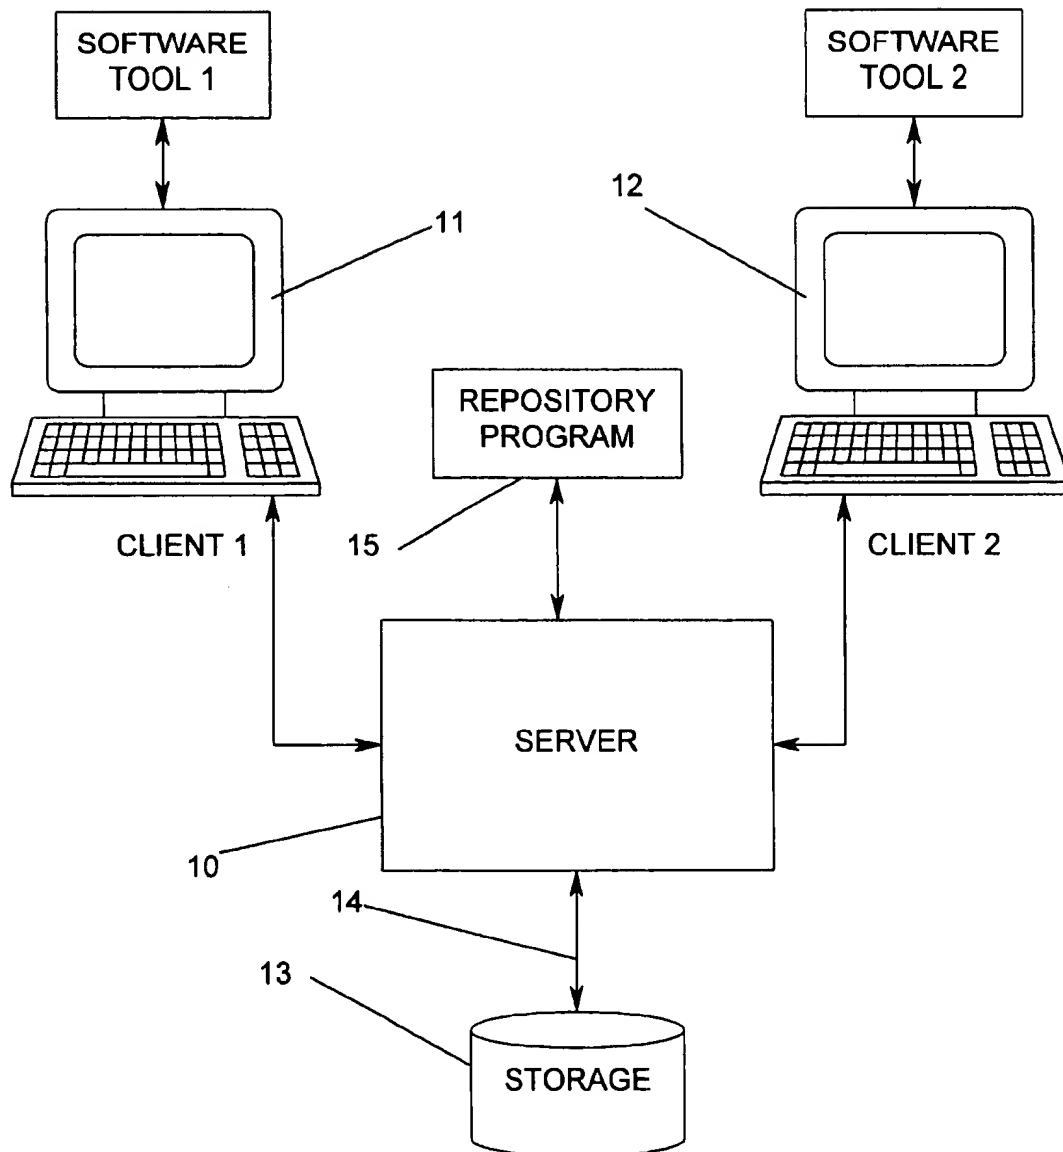 SOFTWARE
TOOL 1
SOFTWARE
TOOL 2
11
12
REPOSITORY
PROGRAM
15
CLIENT 1
CLIENT 2
SERVER
10
14
13
STORAGE